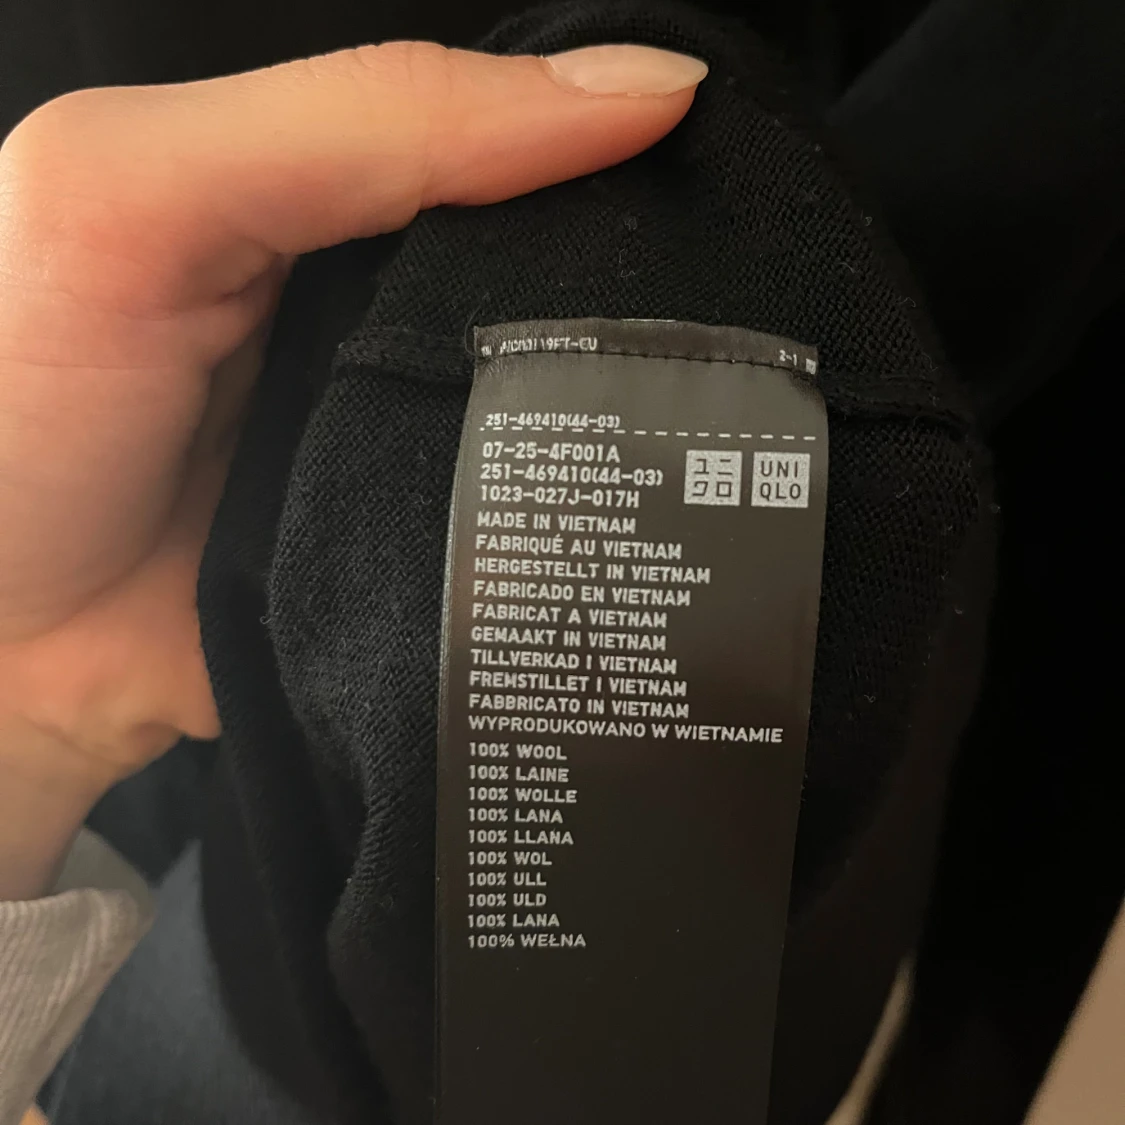 2-1
251-469410(44-03)
07-25-4F001A
251-469410(44-03)
1023-027J-017H
ユニ
クロ
UNI
QLO
MADE IN VIETNAM
FABRIQUÉ AU VIETNAM
HERGESTELLT IN VIETNAM
FABRICADO EN VIETNAM
FABRICAT A VIETNAM
GEMAAKT IN VIETNAM
TILLVERKAD I VIETNAM
FREMSTILLET I VIETNAM
FABBRICATO IN VIETNAM
WYPRODUKOWANO W WIETNAMIE
100% WOOL
100% LAINE
100% WOLLE
100% LANA
100% LLANA
100% WOL
100% ULL
100% ULD
100% LANA
100% WEŁNA